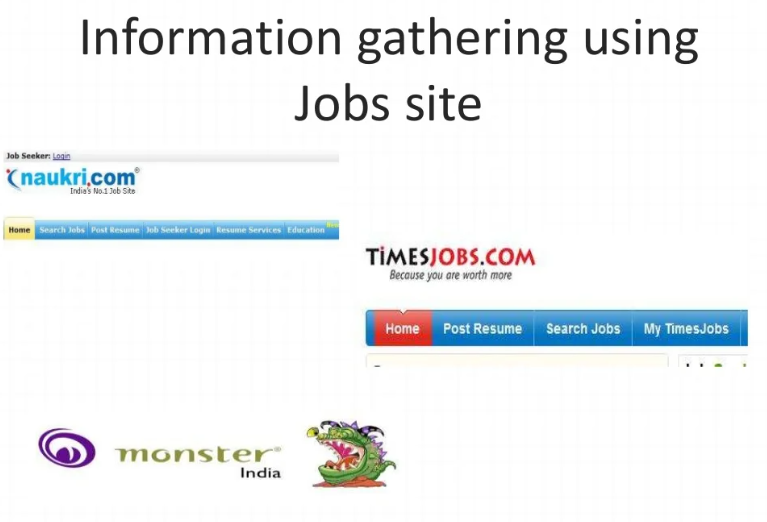 Information gathering using
Jobs site
Job Seeker: Login
naukri.com®
India's No.1 Job Site
Home Search Jobs Post Resume Job Seeker Login Resume Services Education
TiMESJOBS.COM
Because you are worth more
Home Post Resume Search Jobs My TimesJobs
monster®
India